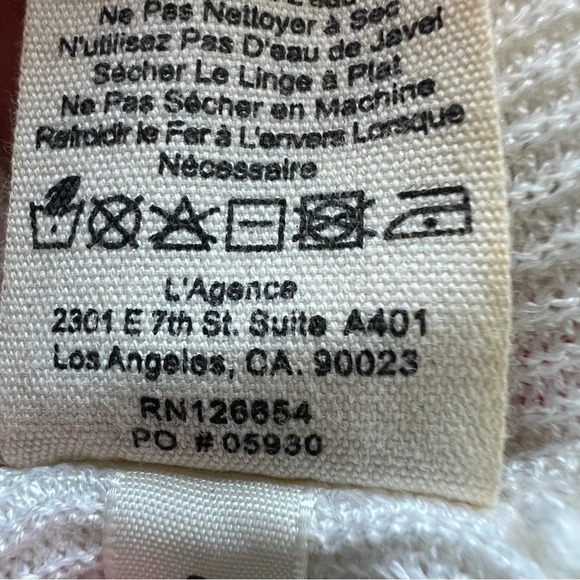 Ne Pas Nettoyer à Sec
N'utilisez Pas D'eau de Javel
Sécher Le Linge à Plat
Ne Pas Sécher en Machine
Refroidir le Fer à L'envers Lorsque
Nécessaire
L'Agence
2301 E 7th St. Suite A401
Los Angeles, CA. 90023
RN126654
PO # 05930